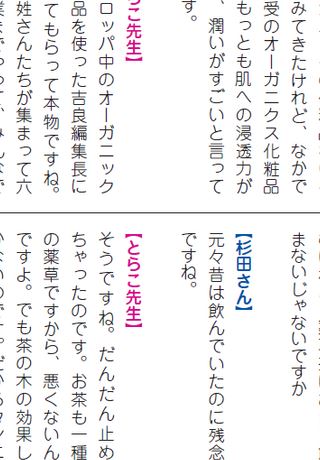 みてきたけれど、なかで
受のオーガニクス化粧品
もっとも肌への浸透力が
、潤いがすごいと言って
す。
らこ先生】
ロッパ中のオーガニック
品を使った吉良編集長に
てもらって本物ですね。
姓さんたちが集まって六
まないじゃないですか
【杉田さん】
元々昔は飲んでいたのに残念
ですね。
【とらこ先生】
そうですね。だんだん止め
ちゃったのです。お茶も一種
の薬草ですから、悪くないん
ですよ。でも茶の木の効果し